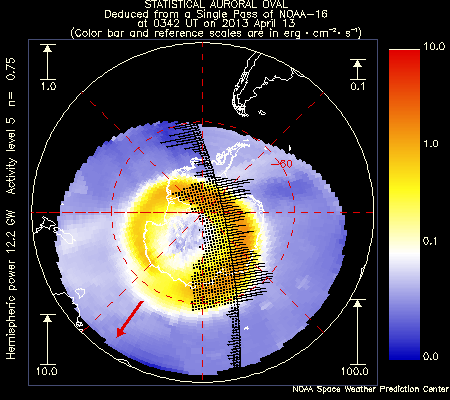 STATISTICAL AURORAL OVAL
Deduced from a Single Pass of NOAA-16
at 0342 UT on 2013 April 13
(Color bar and reference scales are in erg·cm⁻²·s⁻¹)
Hemispheric power 12.2 GW Activity level 5 n= 0.75
1.0
0.1
10.0
100.0
-60
10.0
1.0
0.1
0.0
NOAA Space Weather Prediction Center